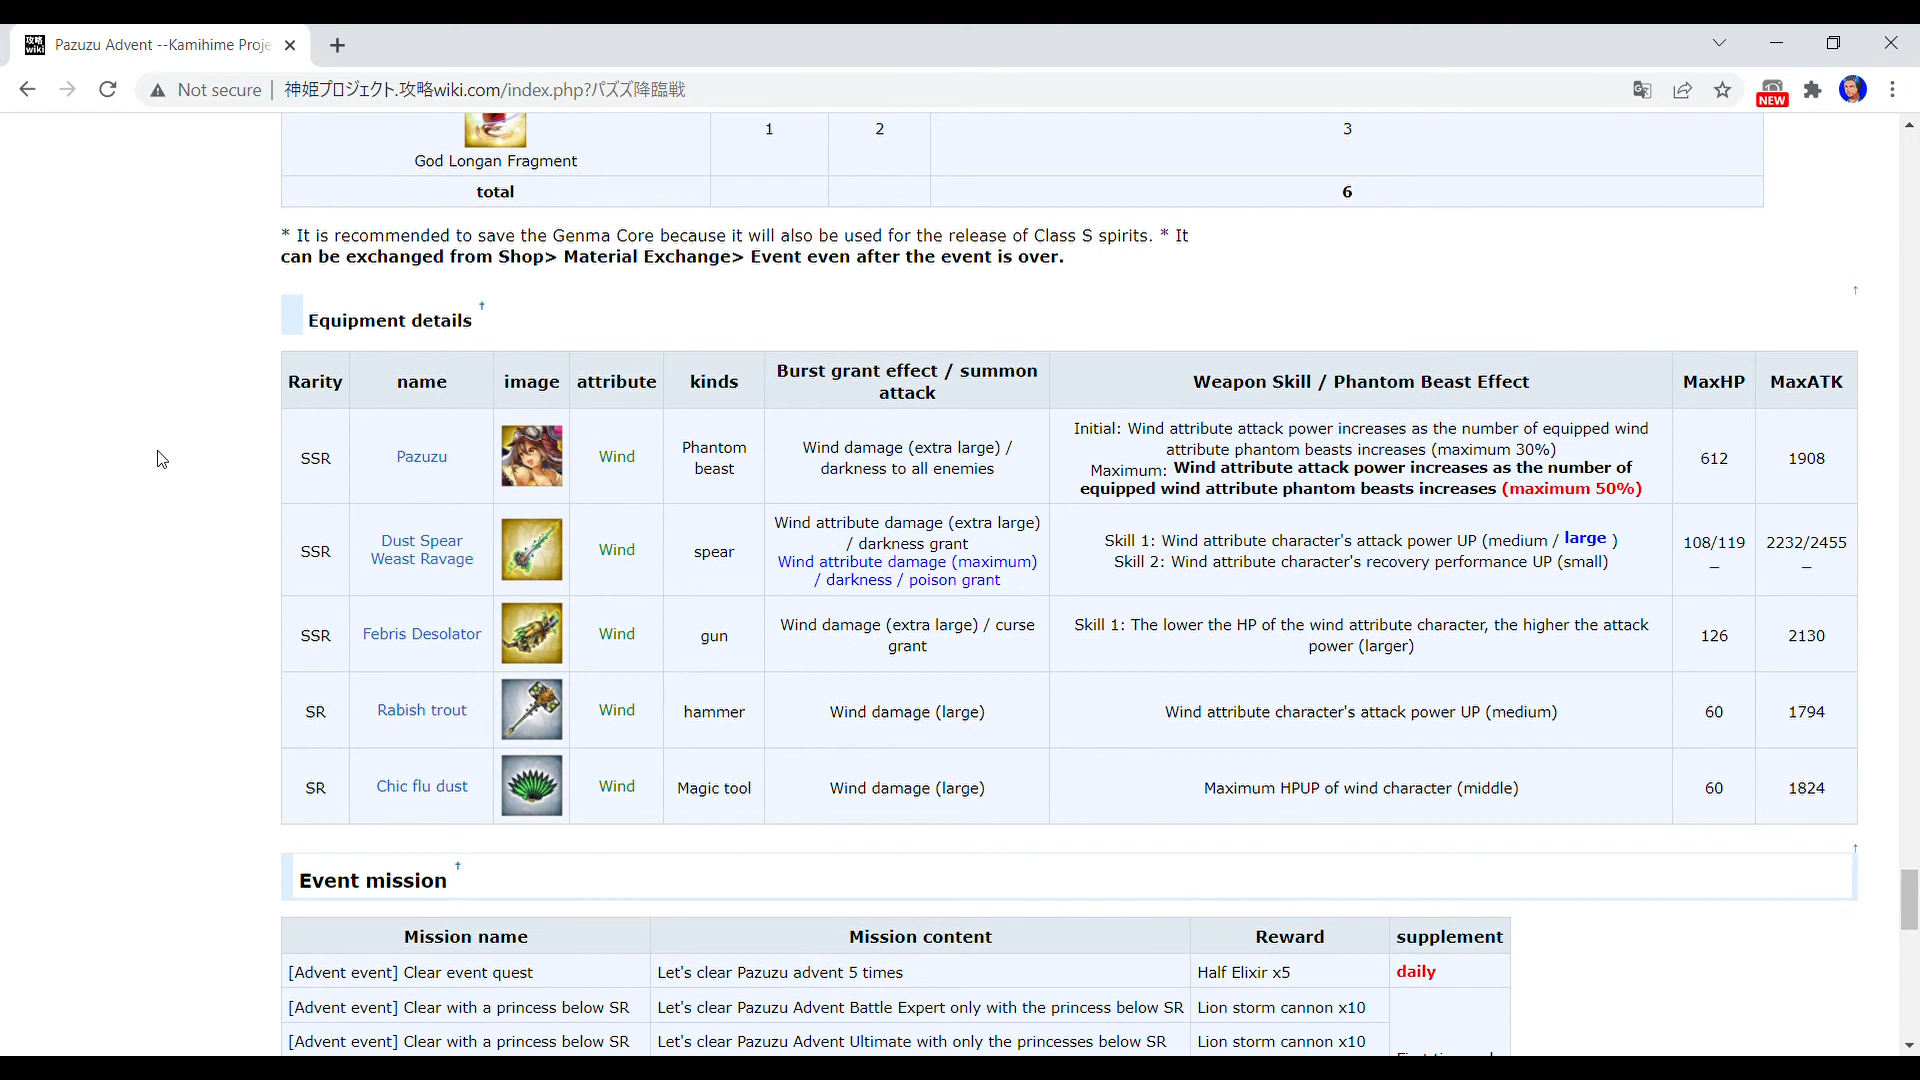 攻略
wiki
Pazuzu Advent --Kamihime Proje
Not secure
神姫プロジェクト.攻略wiki.com/index.php?パズズ降臨戦
NEW
1 2 3
God Longan Fragment
total 6
* It is recommended to save the Genma Core because it will also be used for the release of Class S spirits. * It
can be exchanged from Shop> Material Exchange> Event even after the event is over.
↑
Equipment details †
Rarity name image attribute kinds Burst grant effect / summon attack Weapon Skill / Phantom Beast Effect MaxHP MaxATK
SSR Pazuzu Wind Phantom beast Wind damage (extra large) / darkness to all enemies
Initial: Wind attribute attack power increases as the number of equipped wind
attribute phantom beasts increases (maximum 30%)
Maximum: Wind attribute attack power increases as the number of
equipped wind attribute phantom beasts increases (maximum 50%)
612 1908
SSR Dust Spear Weast Ravage Wind spear
Wind attribute damage (extra large)
/ darkness grant
Wind attribute damage (maximum)
/ darkness / poison grant
Skill 1: Wind attribute character's attack power UP (medium / large )
Skill 2: Wind attribute character's recovery performance UP (small)
108/119 2232/2455
– –
SSR Febris Desolator Wind gun
Wind damage (extra large) / curse
grant
Skill 1: The lower the HP of the wind attribute character, the higher the attack
power (larger)
126 2130
SR Rabish trout Wind hammer Wind damage (large) Wind attribute character's attack power UP (medium) 60 1794
SR Chic flu dust Wind Magic tool Wind damage (large) Maximum HPUP of wind character (middle) 60 1824
↑
Event mission †
Mission name Mission content Reward supplement
[Advent event] Clear event quest Let's clear Pazuzu advent 5 times Half Elixir x5 daily
[Advent event] Clear with a princess below SR Let's clear Pazuzu Advent Battle Expert only with the princess below SR Lion storm cannon x10
[Advent event] Clear with a princess below SR Let's clear Pazuzu Advent Ultimate with only the princesses below SR Lion storm cannon x10